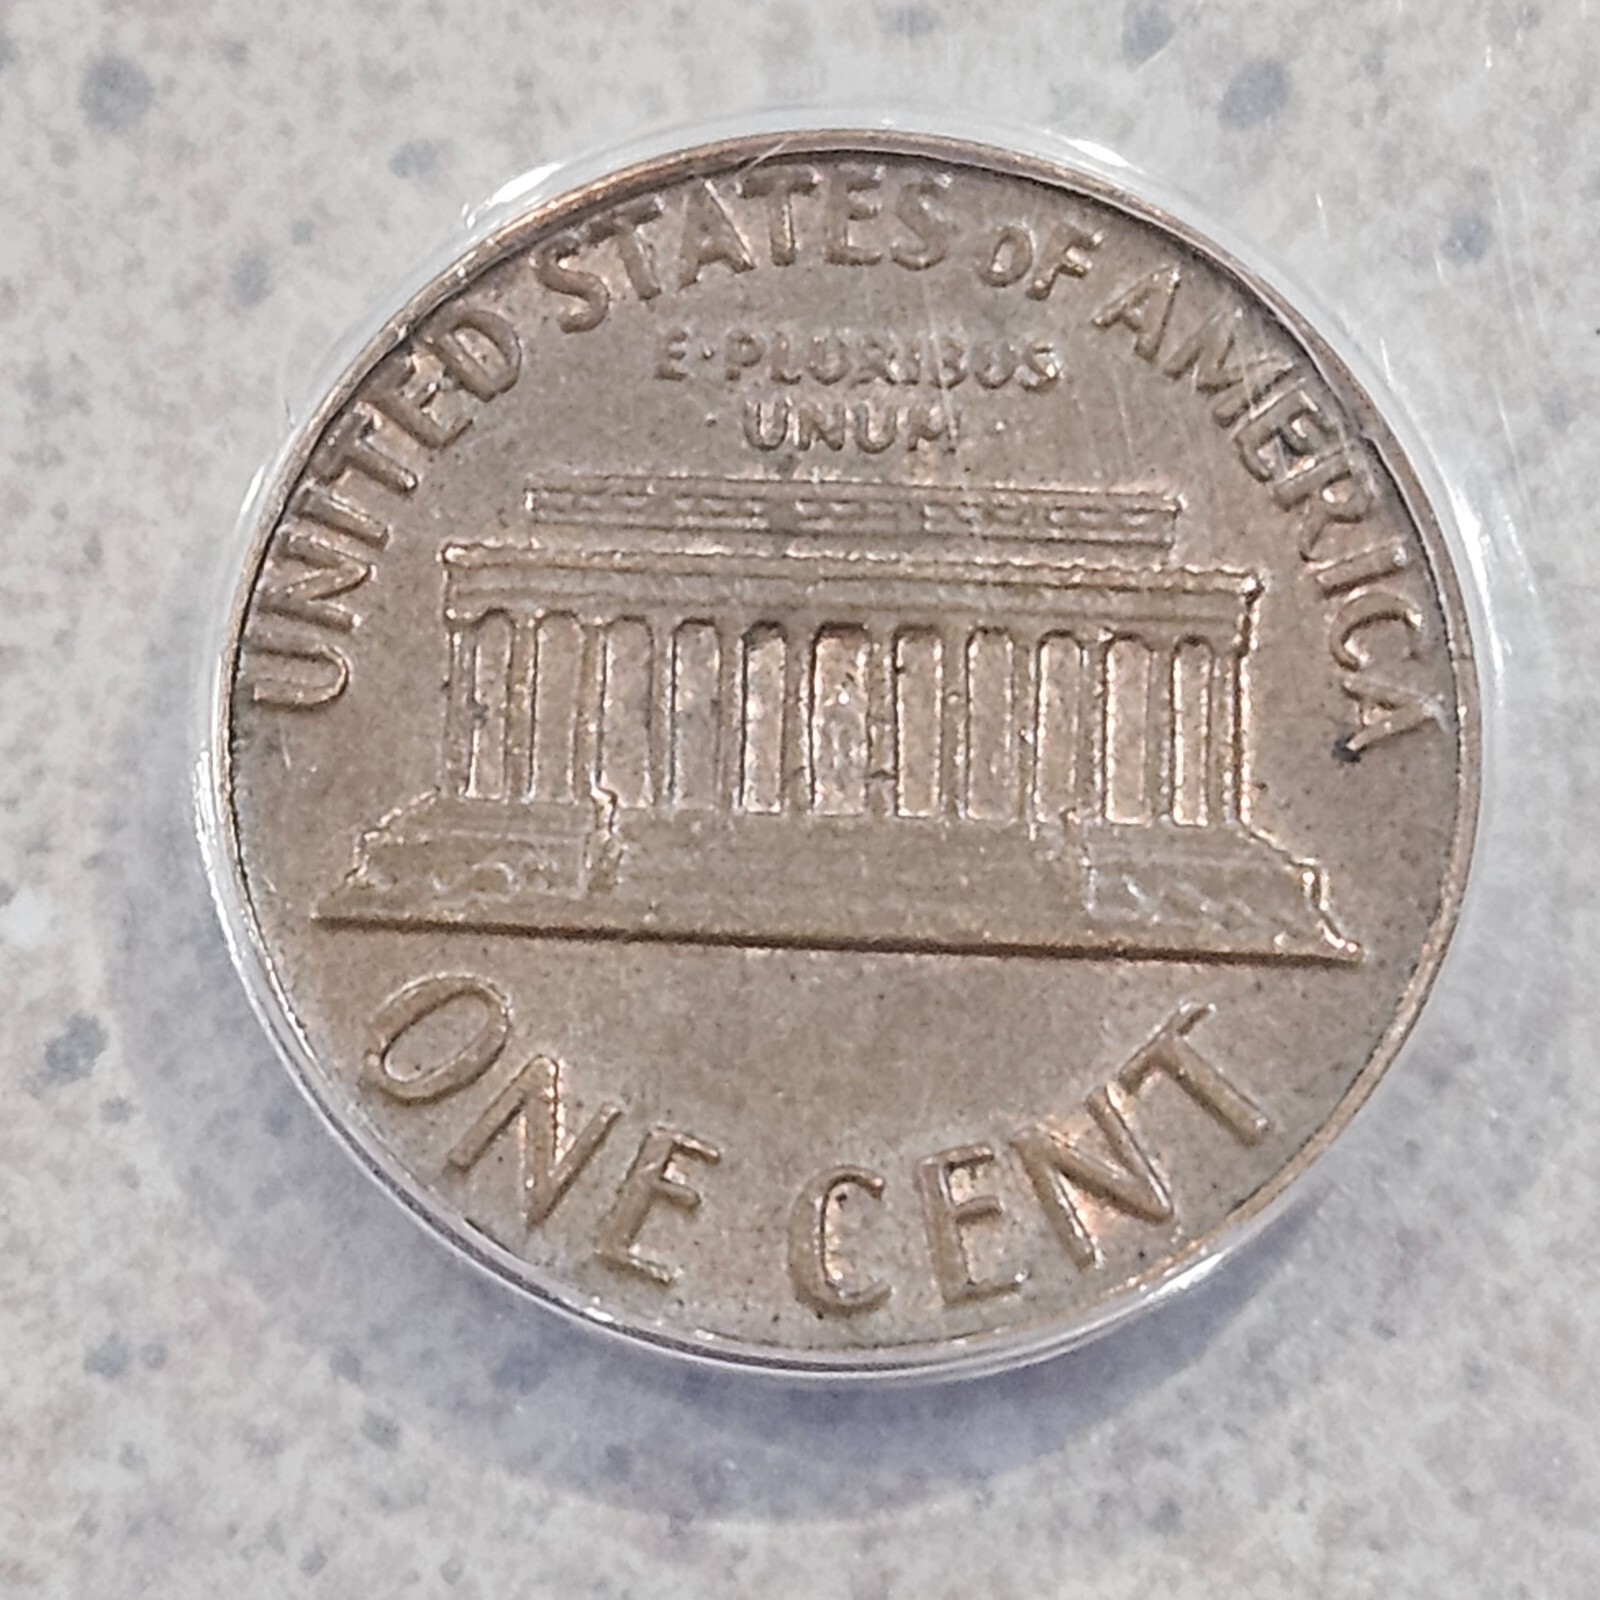 UNITED STATES OF AMERICA
E·PLURIBUS
UNUM
ONE CENT